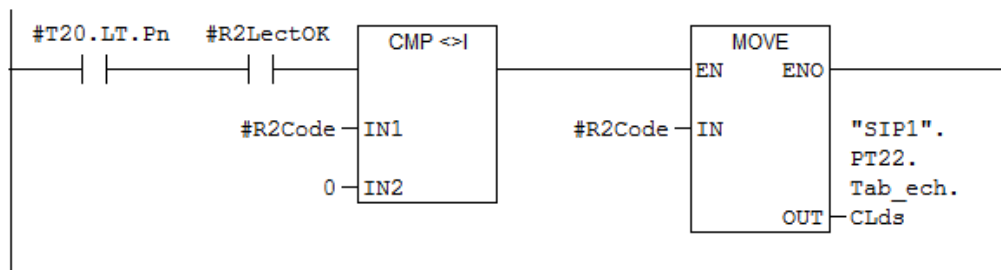 #T20.LT.Pn #R2LectOK
CMP <>I
MOVE
EN ENO
#R2Code IN1
#R2Code IN
"SIP1".
PT22.
0 IN2
Tab_ech.
OUT CLds